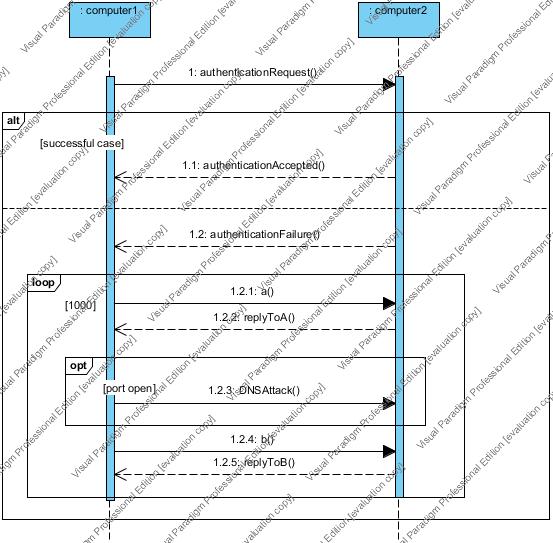 : computer1
: computer2
1: authenticationRequest()
alt
[successful case]
1.1: authenticationAccepted()
1.2: authenticationFailure()
loop
[1000]
1.2.1: a()
1.2.2: replyToA()
opt
[port open]
1.2.3: DNSAttack()
1.2.4: b()
1.2.5: replyToB()
Visual Paradigm Professional Edition [evaluation copy]